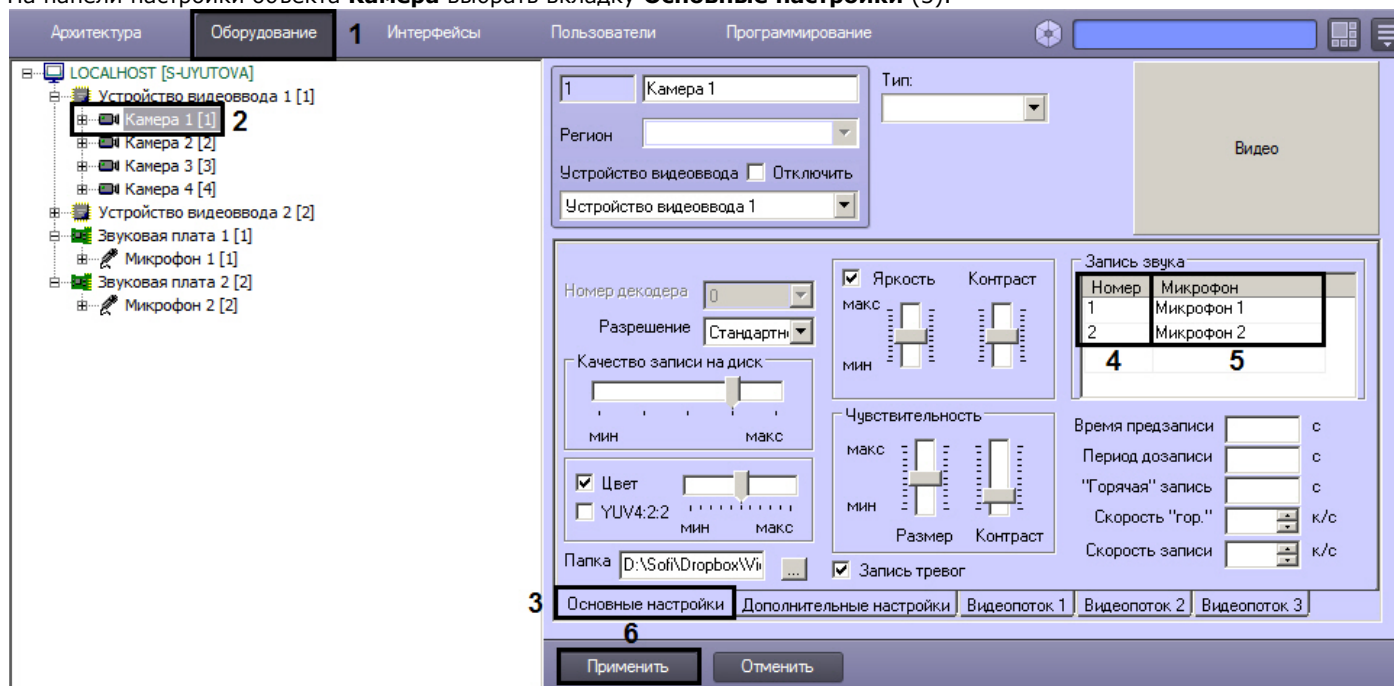 На панели настройки объекта Камера выбрать вкладку Основные настройки (3).
Архитектура Оборудование 1 Интерфейсы Пользователи Программирование
LOCALHOST [S-UYUTOVA]
Устройство видеоввода 1 [1]
Камера 1 [1] 2
Камера 2 [2]
Камера 3 [3]
Камера 4 [4]
Устройство видеоввода 2 [2]
Звуковая плата 1 [1]
Микрофон 1 [1]
Звуковая плата 2 [2]
Микрофон 2 [2]
1 Камера 1
Регион
Устройство видеоввода Отключить
Устройство видеоввода 1
Тип:
Видео
Номер декодера 0
Разрешение Стандартн
Качество записи на диск
мин макс
Цвет
YUV4:2:2
мин макс
Папка D:\Sofi\Dropbox\Vi ...
Яркость Контраст
макс
мин
Чувствительность
макс
мин
Размер Контраст
Запись тревог
Запись звука
Номер Микрофон
1 Микрофон 1
2 Микрофон 2
4 5
Время предзаписи с
Период дозаписи с
"Горячая" запись с
Скорость "гор." к/с
Скорость записи к/с
3 Основные настройки Дополнительные настройки Видеопоток 1 Видеопоток 2 Видеопоток 3
6
Применить Отменить